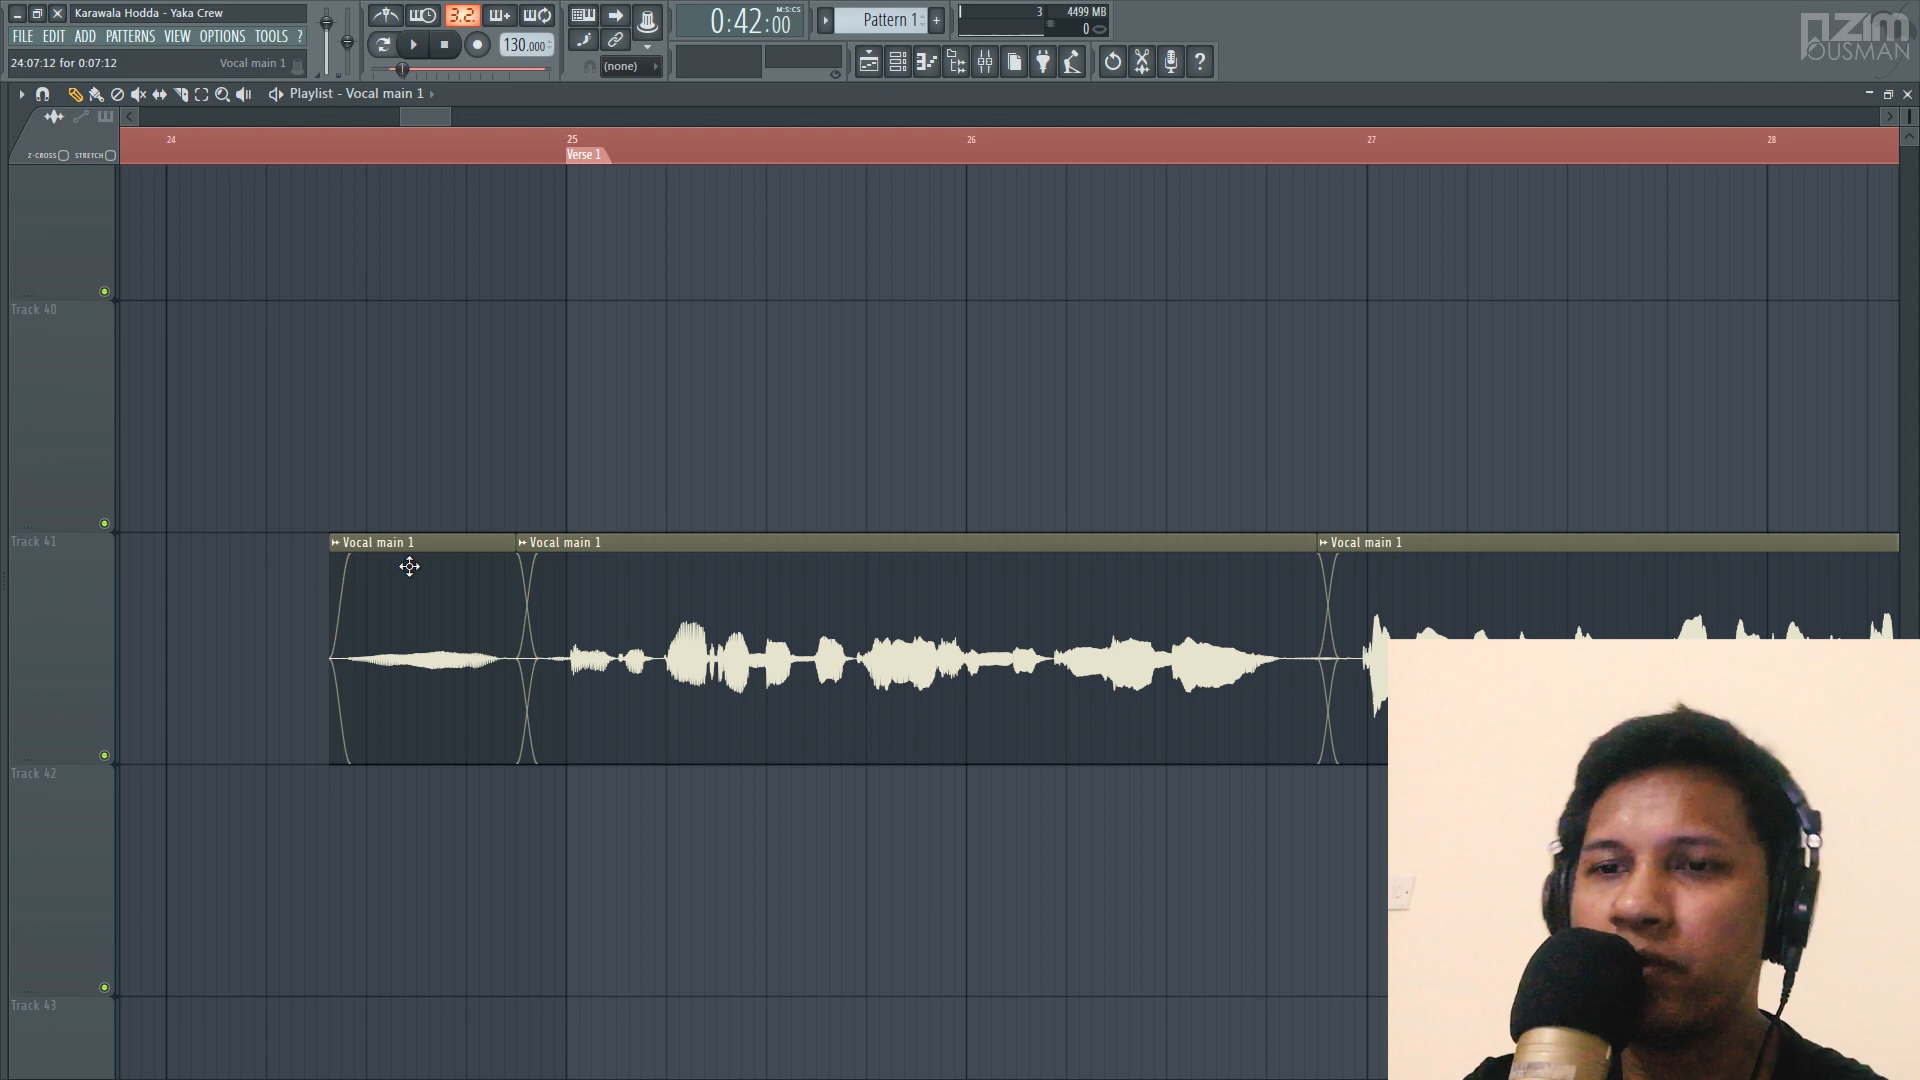 Karawala Hodda - Yaka Crew
FILE EDIT ADD PATTERNS VIEW OPTIONS TOOLS ?
24:07:12 for 0:07:12 Vocal main 1
3.2.
130.000
(none)
0:42:00 M:S:CS
Pattern 1 +
3 4499 MB
0
?
AZIM
OUSMAN
Playlist - Vocal main 1
Z-CROSS STRETCH
24 25 26 27 28
Verse 1
Track 40
Track 41
Vocal main 1 Vocal main 1 Vocal main 1
Track 42
Track 43